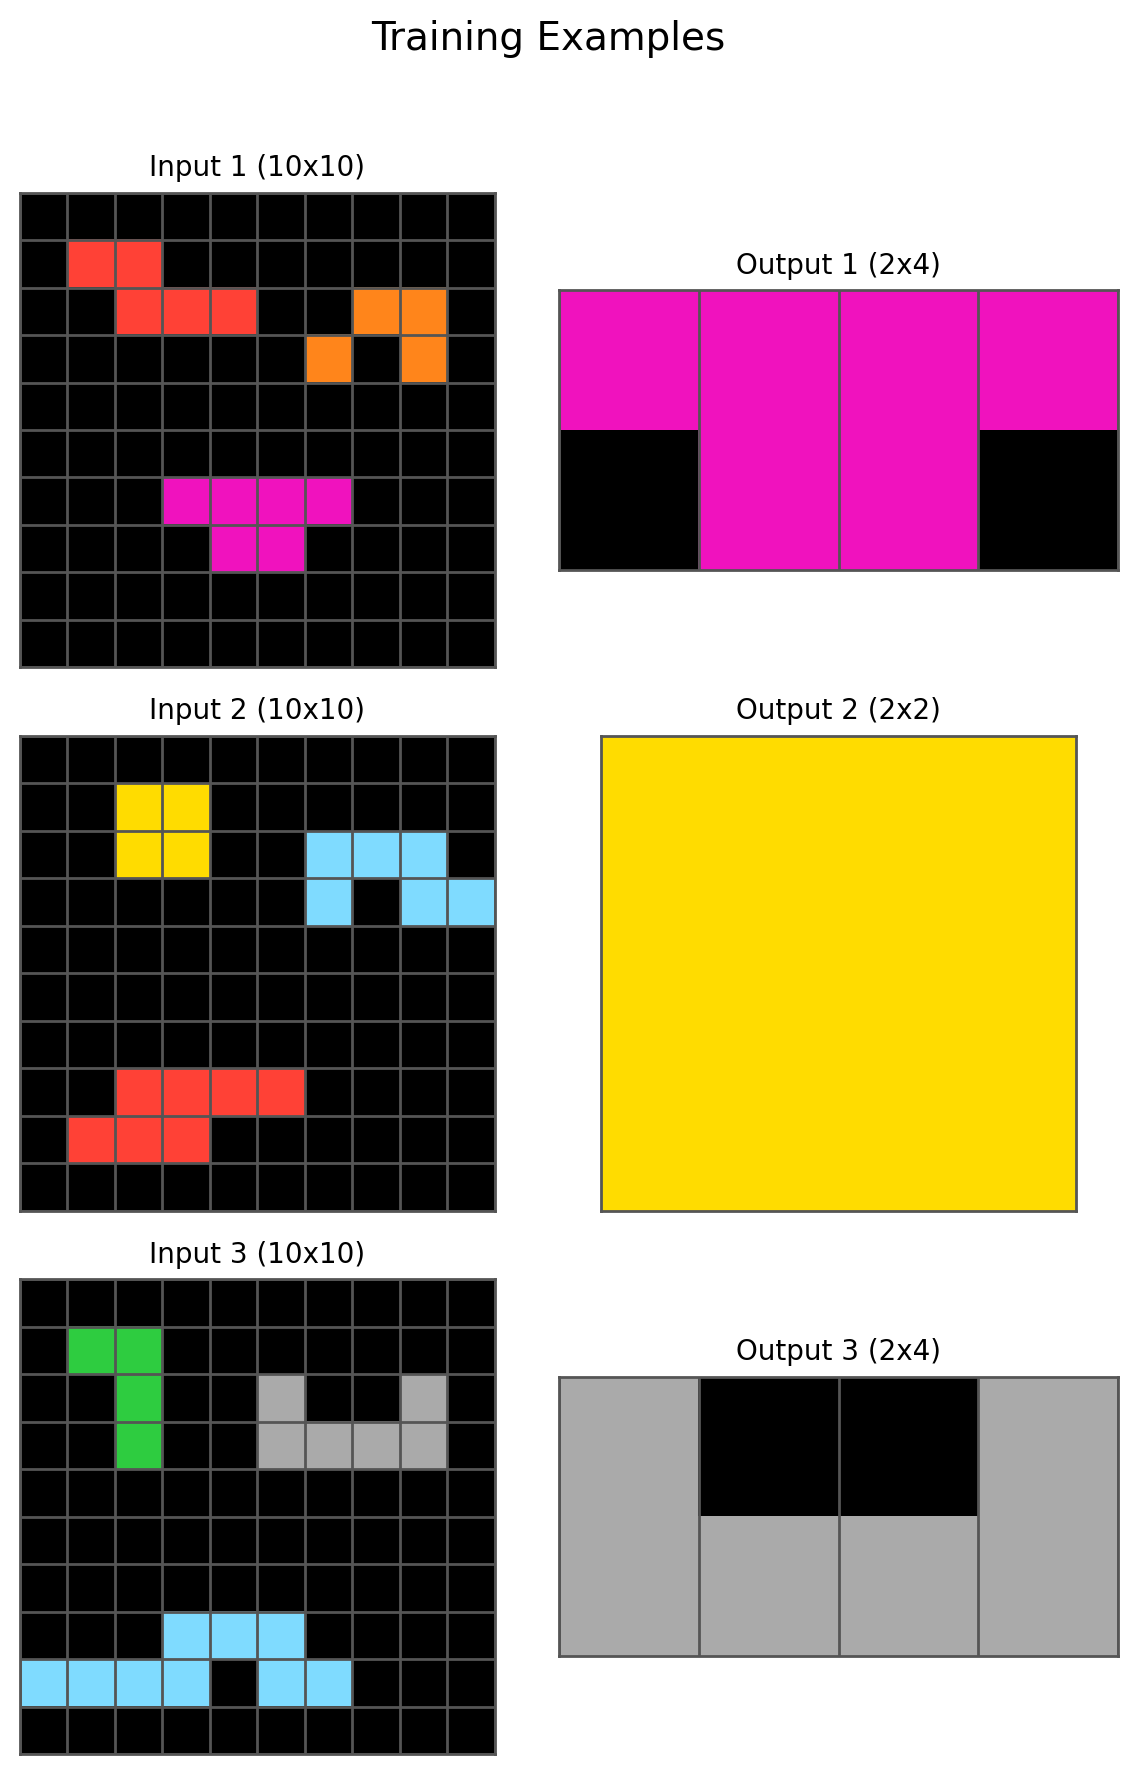 Training Examples
Input 1 (10x10)
Output 1 (2x4)
Input 2 (10x10)
Output 2 (2x2)
Input 3 (10x10)
Output 3 (2x4)